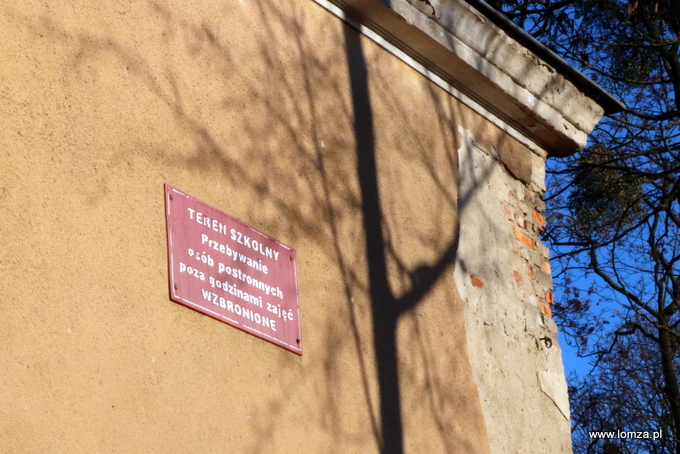 TEREN SZKOLNY
Przebywanie
osób postronnych
poza godzinami zajęć
WZBRONIONE
www.lomza.pl